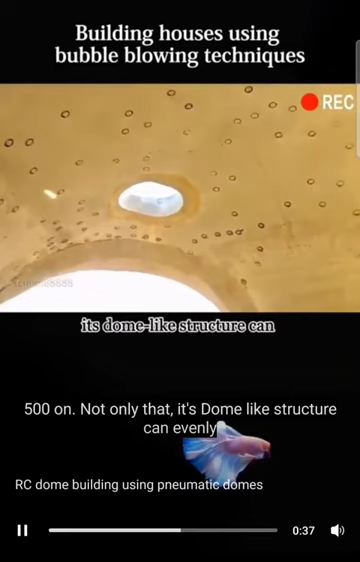 Building houses using
bubble blowing techniques
REC
its dome-like structure can
500 on. Not only that, it's Dome like structure
can evenly
RC dome building using pneumatic domes
0:37